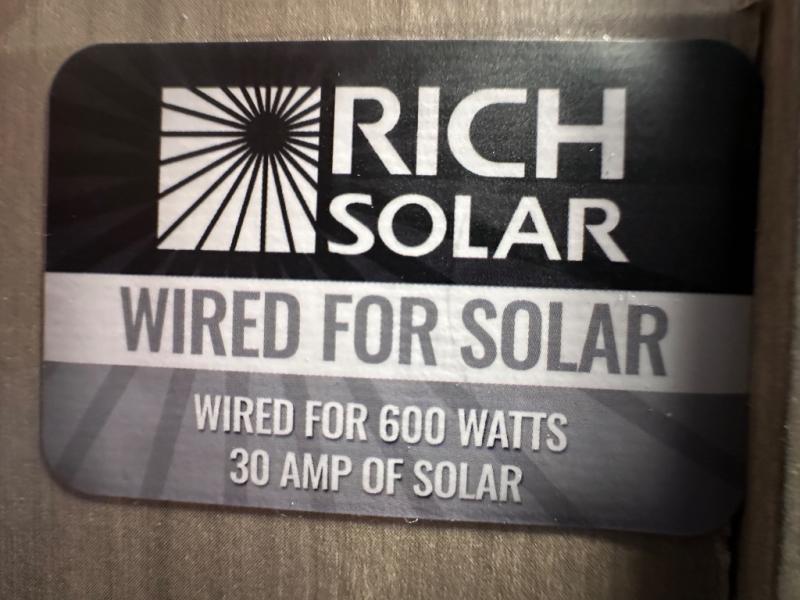 RICH
SOLAR
WIRED FOR SOLAR
WIRED FOR 600 WATTS
30 AMP OF SOLAR